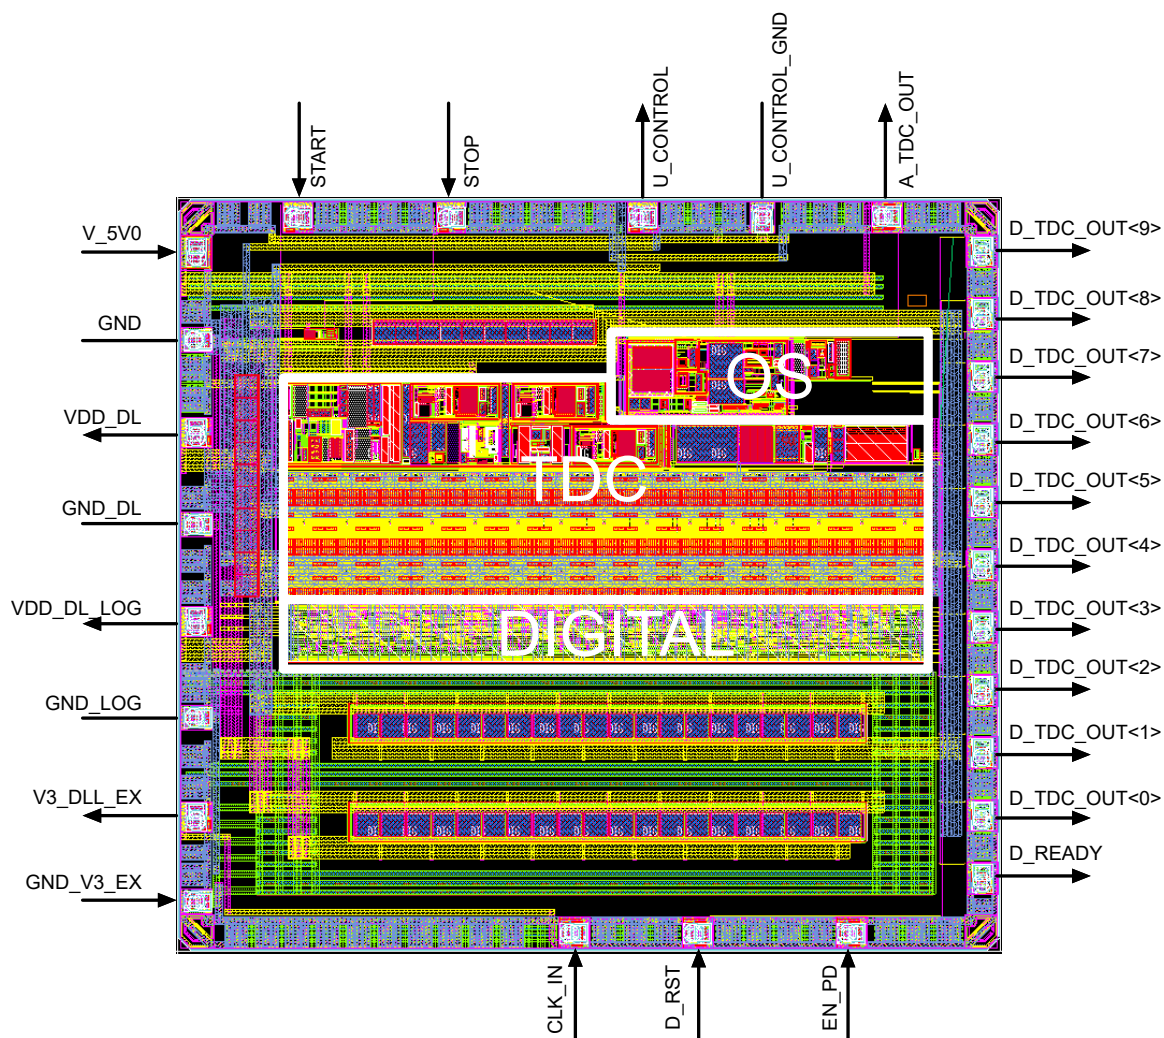 START
STOP
U_CONTROL
U_CONTROL_GND
A_TDC_OUT
V_5V0
GND
VDD_DL
GND_DL
VDD_DL_LOG
GND_LOG
V3_DLL_EX
GND_V3_EX
OS
TDC
DIGITAL
D_TDC_OUT<9>
D_TDC_OUT<8>
D_TDC_OUT<7>
D_TDC_OUT<6>
D_TDC_OUT<5>
D_TDC_OUT<4>
D_TDC_OUT<3>
D_TDC_OUT<2>
D_TDC_OUT<1>
D_TDC_OUT<0>
D_READY
CLK_IN
D_RST
EN_PD